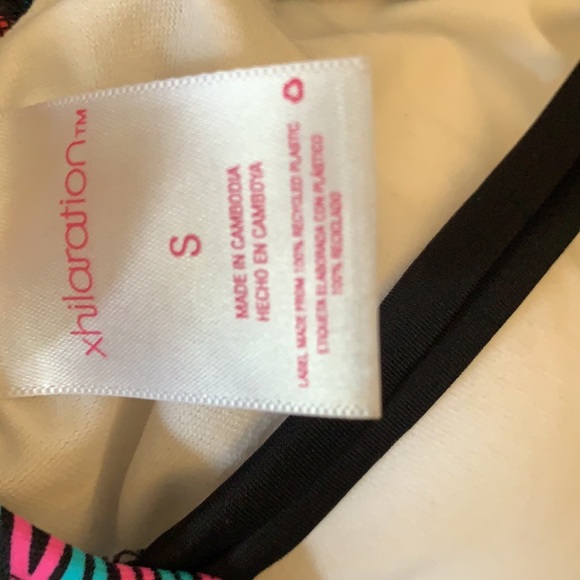 xhilaration™
S
MADE IN CAMBODIA
HECHO EN CAMBOYA
LABEL MADE FROM 100% RECYCLED PLASTIC
ETIQUETA ELABORADA CON PLÁSTICO
100% RECICLADO